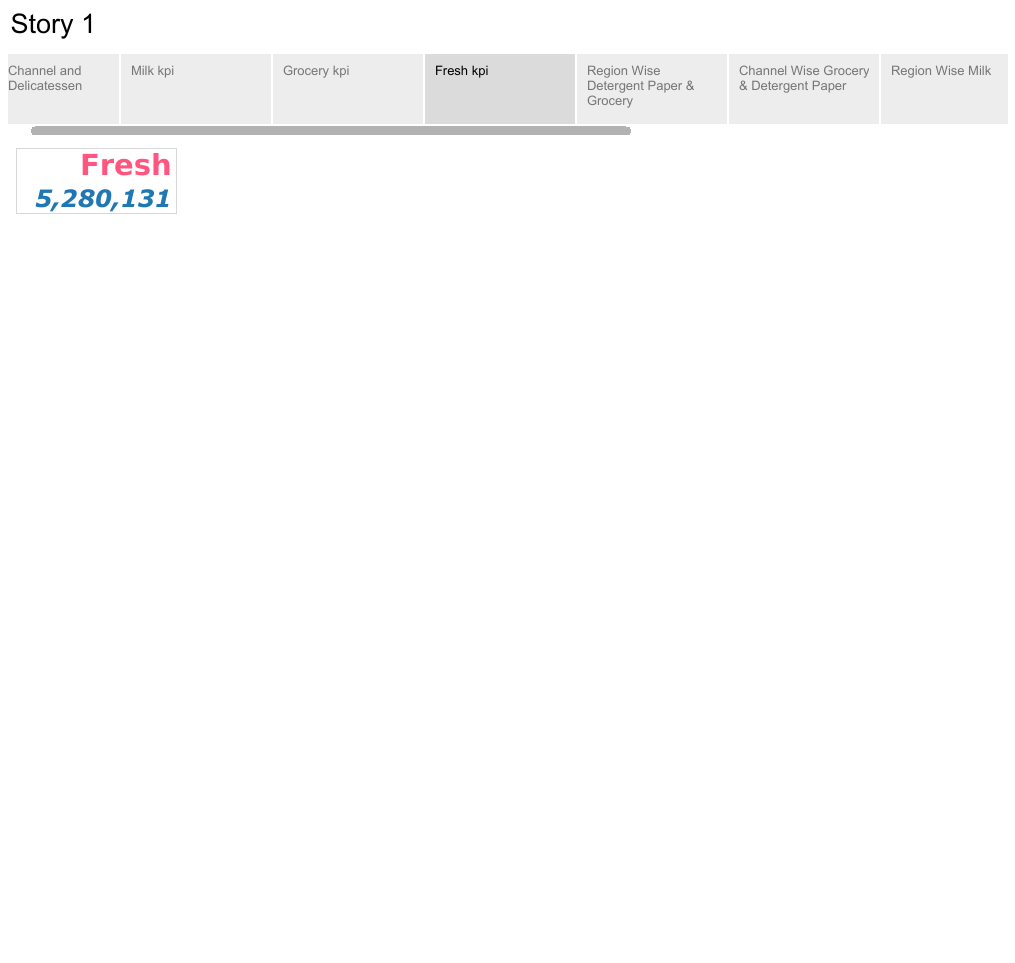 Story 1
Channel and
Delicatessen
Milk kpi
Grocery kpi
Fresh kpi
Region Wise
Detergent Paper &
Grocery
Channel Wise Grocery
& Detergent Paper
Region Wise Milk
Fresh
5,280,131